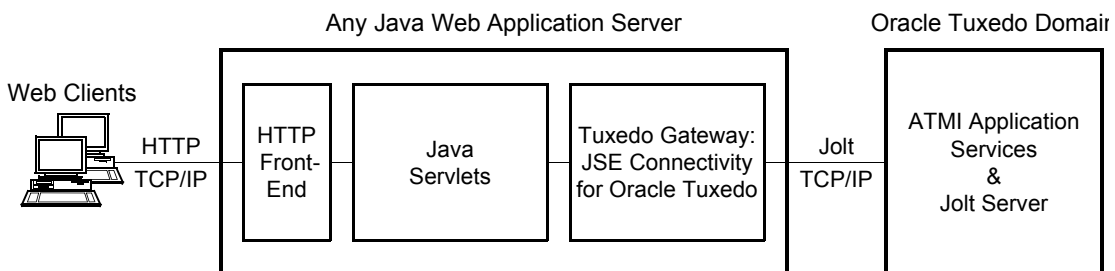 Any Java Web Application Server
Oracle Tuxedo Domain
Web Clients
HTTP
TCP/IP
HTTP
Front-
End
Java
Servlets
Tuxedo Gateway:
JSE Connectivity
for Oracle Tuxedo
Jolt
TCP/IP
ATMI Application
Services
&
Jolt Server